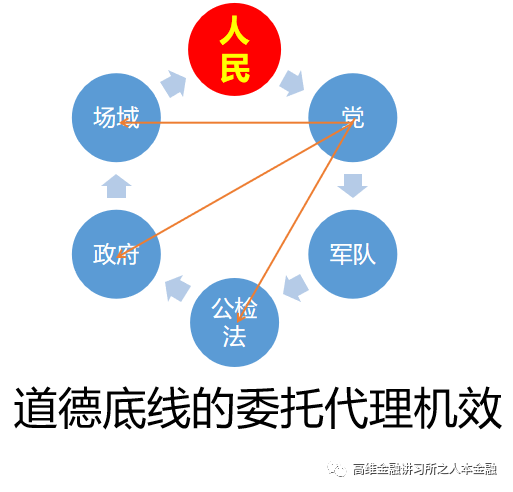 人
民
场域
党
政府
军队
公检
法
道德底线的委托代理机效
高维金融讲习所之人本金融